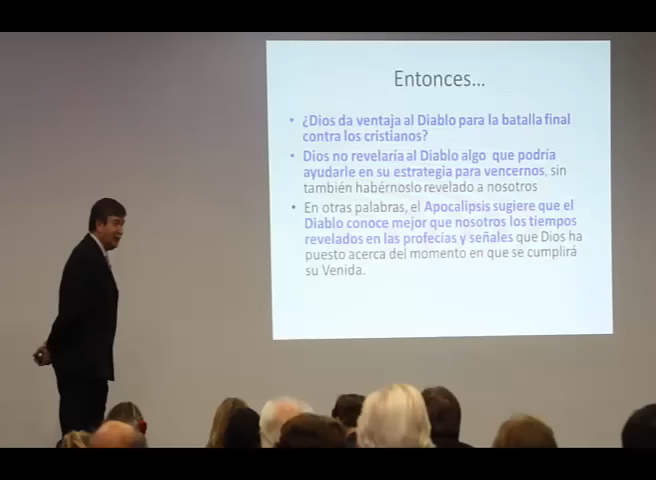 Entonces...
• ¿Dios da ventaja al Diablo para la batalla final
contra los cristianos?
• Dios no revelaría al Diablo algo que podría
ayudarle en su estrategia para vencernos, sin
también habérnoslo revelado a nosotros
• En otras palabras, el Apocalipsis sugiere que el
Diablo conoce mejor que nosotros los tiempos
revelados en las profecías y señales que Dios ha
puesto acerca del momento en que se cumplirá
su Venida.